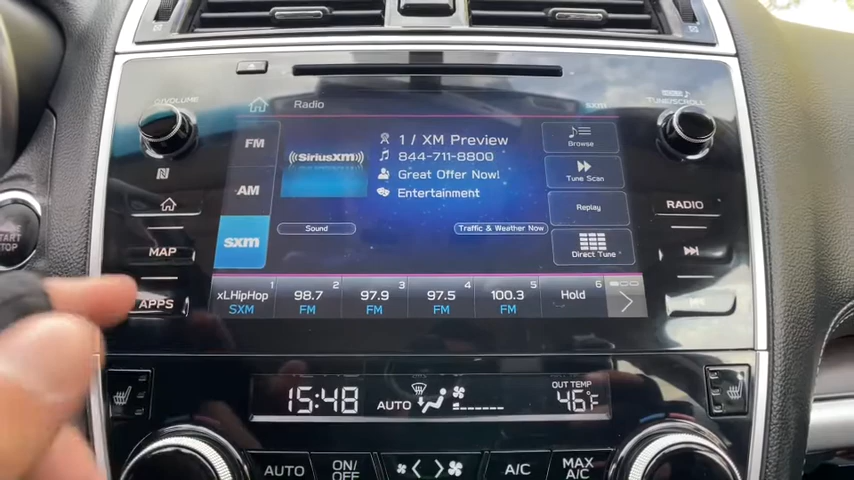 VOLUME
TUNE/SCROLL
Radio
sxm
FM
AM
sxm
SiriusXM
1 / XM Preview
844-711-8800
Great Offer Now!
Entertainment
Sound
Traffic & Weather Now
Browse
Tune Scan
Replay
Direct Tune
MAP
APPS
RADIO
START
STOP
xLHipHop 1
SXM
98.7 2
FM
97.9 3
FM
97.5 4
FM
100.3 5
FM
Hold 6
15:48
AUTO
OUT TEMP
46°F
AUTO
ON/
OFF
A/C
MAX
A/C